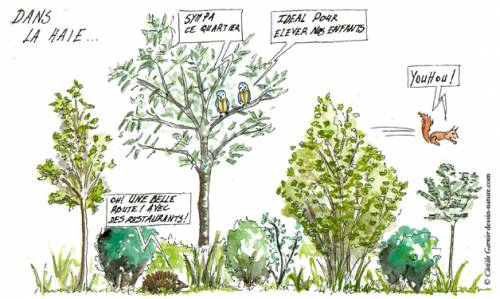 DANS
LA HAIE...
SYMPA
CE QUARTIER
IDEAL POUR
ELEVER NOS ENFANTS
YOUHOU!
OH! UNE BELLE
ROUTE! AVEC
DES RESTAURANTS!
© Cistèle Garnier dessin-nature.com